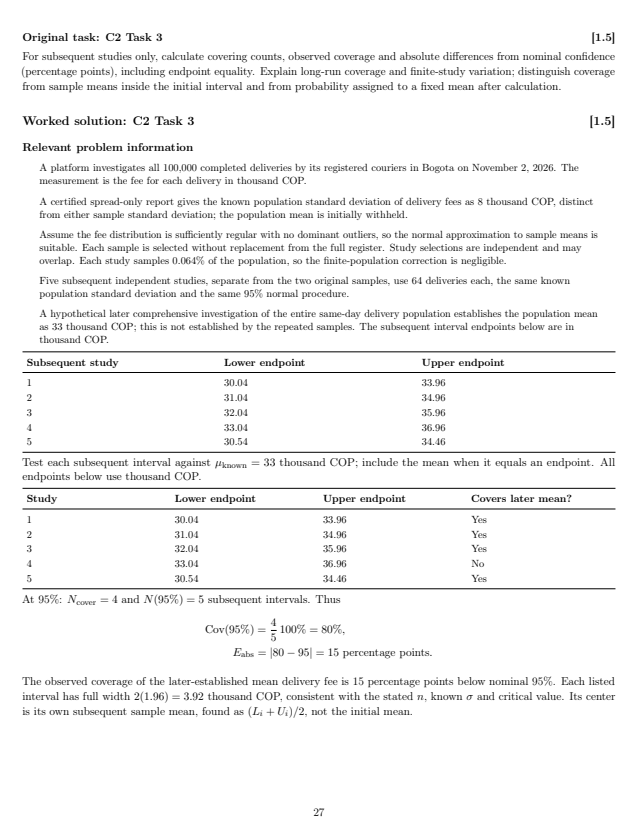 Original task: C2 Task 3 [1.5]
For subsequent studies only, calculate covering counts, observed coverage and absolute differences from nominal confidence
(percentage points), including endpoint equality. Explain long-run coverage and finite-study variation; distinguish coverage
from sample means inside the initial interval and from probability assigned to a fixed mean after calculation.
Worked solution: C2 Task 3 [1.5]
Relevant problem information
A platform investigates all 100,000 completed deliveries by its registered couriers in Bogota on November 2, 2026. The
measurement is the fee for each delivery in thousand COP.
A certified spread-only report gives the known population standard deviation of delivery fees as 8 thousand COP, distinct
from either sample standard deviation; the population mean is initially withheld.
Assume the fee distribution is sufficiently regular with no dominant outliers, so the normal approximation to sample means is
suitable. Each sample is selected without replacement from the full register. Study selections are independent and may
overlap. Each study samples 0.064% of the population, so the finite-population correction is negligible.
Five subsequent independent studies, separate from the two original samples, use 64 deliveries each, the same known
population standard deviation and the same 95% normal procedure.
A hypothetical later comprehensive investigation of the entire same-day delivery population establishes the population mean
as 33 thousand COP; this is not established by the repeated samples. The subsequent interval endpoints below are in
thousand COP.
Subsequent study Lower endpoint Upper endpoint
1 30.04 33.96
2 31.04 34.96
3 32.04 35.96
4 33.04 36.96
5 30.54 34.46
Test each subsequent interval against μknown = 33 thousand COP; include the mean when it equals an endpoint. All
endpoints below use thousand COP.
Study Lower endpoint Upper endpoint Covers later mean?
1 30.04 33.96 Yes
2 31.04 34.96 Yes
3 32.04 35.96 Yes
4 33.04 36.96 No
5 30.54 34.46 Yes
At 95%: Ncover = 4 and N(95%) = 5 subsequent intervals. Thus
Cov(95%) = 4/5 100% = 80%,
Eabs = |80 − 95| = 15 percentage points.
The observed coverage of the later-established mean delivery fee is 15 percentage points below nominal 95%. Each listed
interval has full width 2(1.96) = 3.92 thousand COP, consistent with the stated n, known σ and critical value. Its center
is its own subsequent sample mean, found as (Li + Ui)/2, not the initial mean.
27